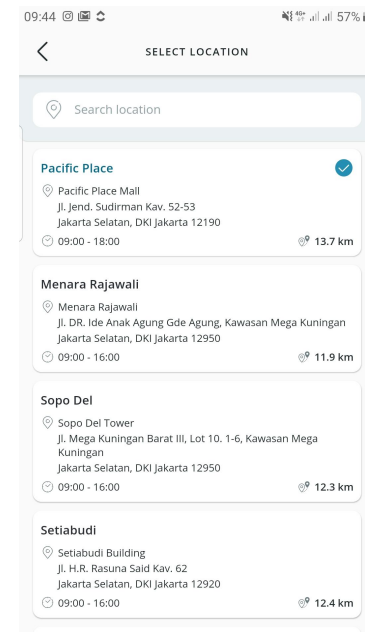 09:44 4G+ 57%
SELECT LOCATION
Search location
Pacific Place
Pacific Place Mall
Jl. Jend. Sudirman Kav. 52-53
Jakarta Selatan, DKI Jakarta 12190
09:00 - 18:00 13.7 km
Menara Rajawali
Menara Rajawali
Jl. DR. Ide Anak Agung Gde Agung, Kawasan Mega Kuningan
Jakarta Selatan, DKI Jakarta 12950
09:00 - 16:00 11.9 km
Sopo Del
Sopo Del Tower
Jl. Mega Kuningan Barat III, Lot 10. 1-6, Kawasan Mega
Kuningan
Jakarta Selatan, DKI Jakarta 12950
09:00 - 16:00 12.3 km
Setiabudi
Setiabudi Building
Jl. H.R. Rasuna Said Kav. 62
Jakarta Selatan, DKI Jakarta 12920
09:00 - 16:00 12.4 km